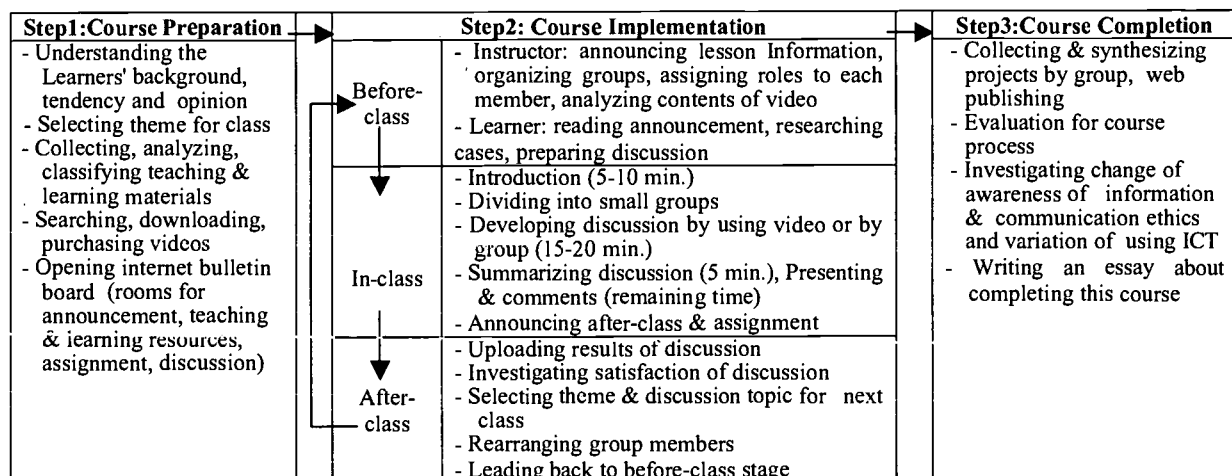 Step1:Course Preparation
- Understanding the
Learners' background,
tendency and opinion
- Selecting theme for class
- Collecting, analyzing,
classifying teaching &
learning materials
- Searching, downloading,
purchasing videos
- Opening internet bulletin
board (rooms for
announcement, teaching
& learning resources,
assignment, discussion)
Step2: Course Implementation
Before-
class
- Instructor: announcing lesson Information,
organizing groups, assigning roles to each
member, analyzing contents of video
- Learner: reading announcement, researching
cases, preparing discussion
In-class
- Introduction (5-10 min.)
- Dividing into small groups
- Developing discussion by using video or by
group (15-20 min.)
- Summarizing discussion (5 min.), Presenting
& comments (remaining time)
- Announcing after-class & assignment
After-
class
- Uploading results of discussion
- Investigating satisfaction of discussion
- Selecting theme & discussion topic for next
class
- Rearranging group members
- Leading back to before-class stage
Step3:Course Completion
- Collecting & synthesizing
projects by group, web
publishing
- Evaluation for course
process
- Investigating change of
awareness of information
& communication ethics
and variation of using ICT
- Writing an essay about
completing this course